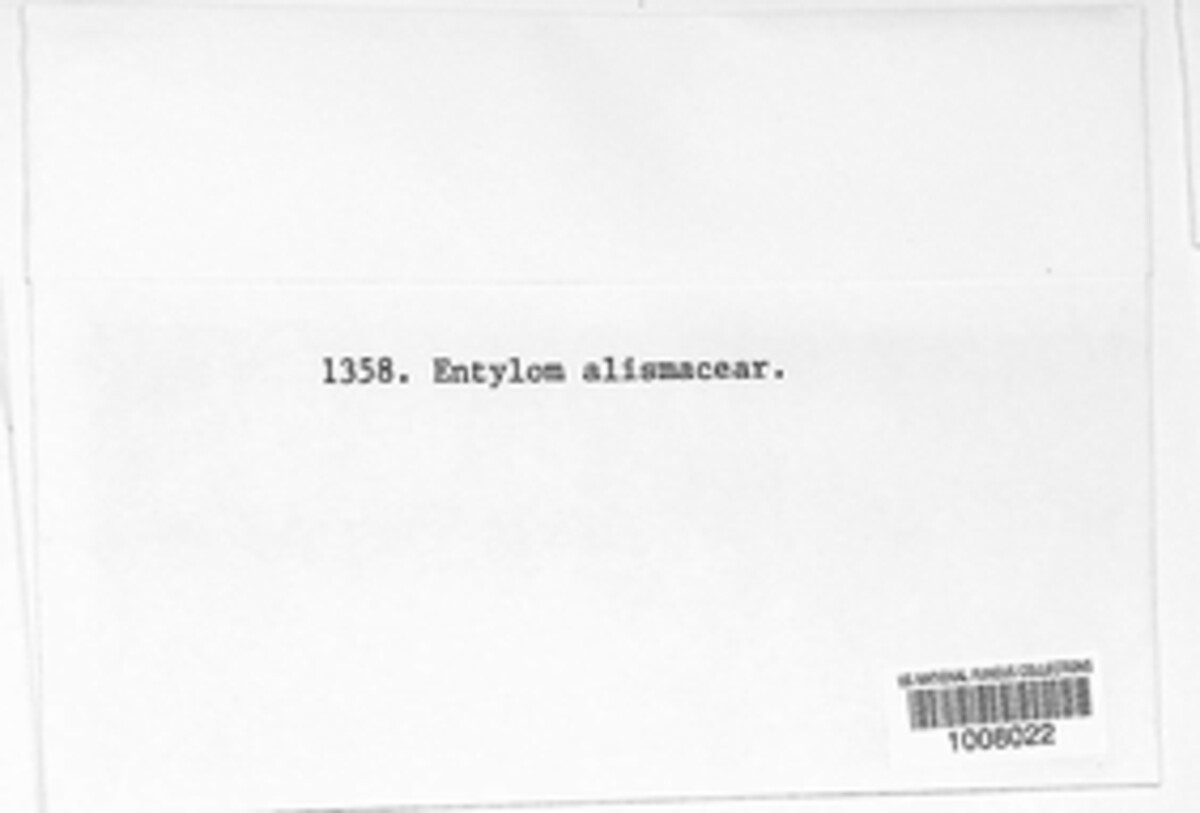 1358. Entylom alismacear.
US NATIONAL FUNGUS COLLECTIONS
1008022